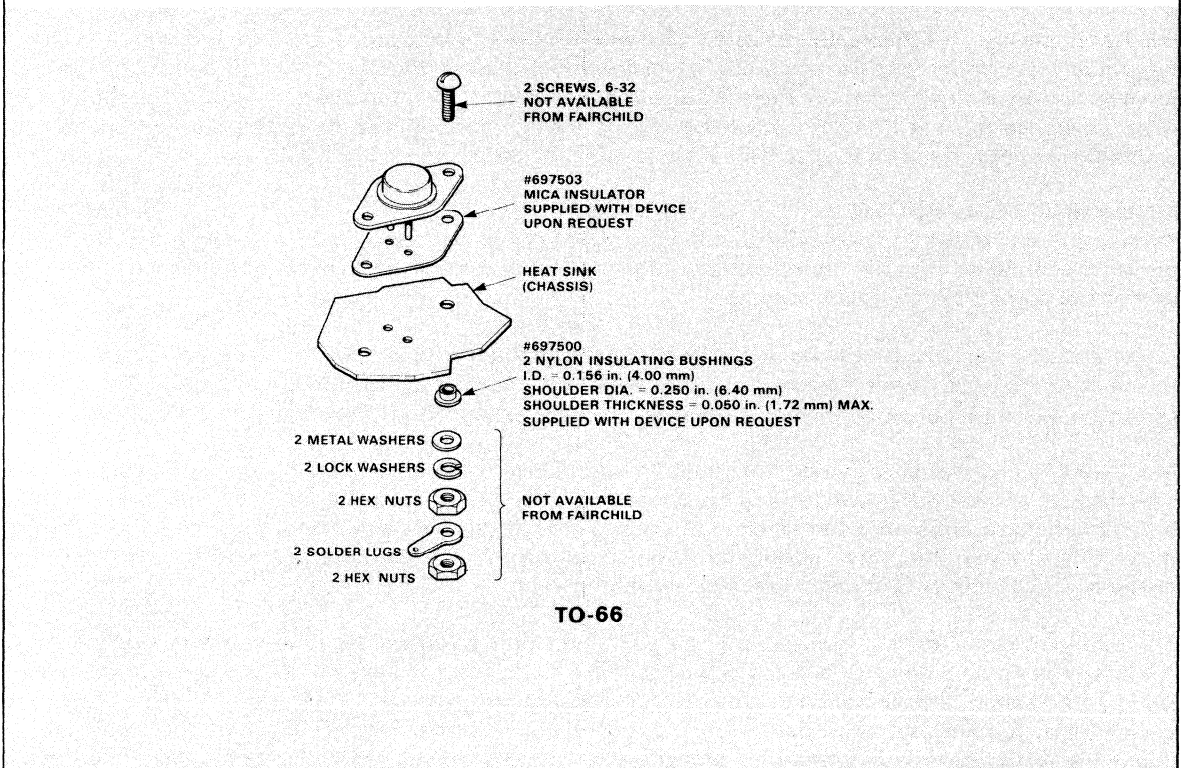 2 SCREWS, 6-32
NOT AVAILABLE
FROM FAIRCHILD
#697503
MICA INSULATOR
SUPPLIED WITH DEVICE
UPON REQUEST
HEAT SINK
(CHASSIS)
#697500
2 NYLON INSULATING BUSHINGS
I.D. = 0.156 in. (4.00 mm)
SHOULDER DIA. = 0.250 in. (6.40 mm)
SHOULDER THICKNESS = 0.050 in. (1.72 mm) MAX.
SUPPLIED WITH DEVICE UPON REQUEST
2 METAL WASHERS
2 LOCK WASHERS
2 HEX NUTS
NOT AVAILABLE
FROM FAIRCHILD
2 SOLDER LUGS
2 HEX NUTS
TO-66